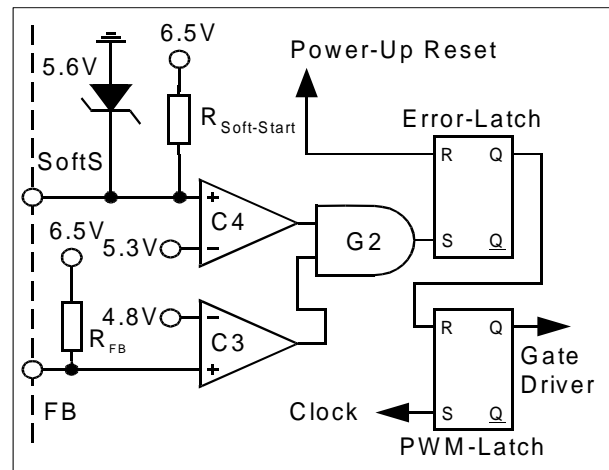 6.5V
Power-Up Reset
5.6V
R Soft-Start
Error-Latch
SoftS
R Q
+
C4
G2
6.5V
5.3V
-
S Q
4.8V
-
R Q
R FB
C3
+
Gate
Driver
FB
Clock
S Q
PWM-Latch